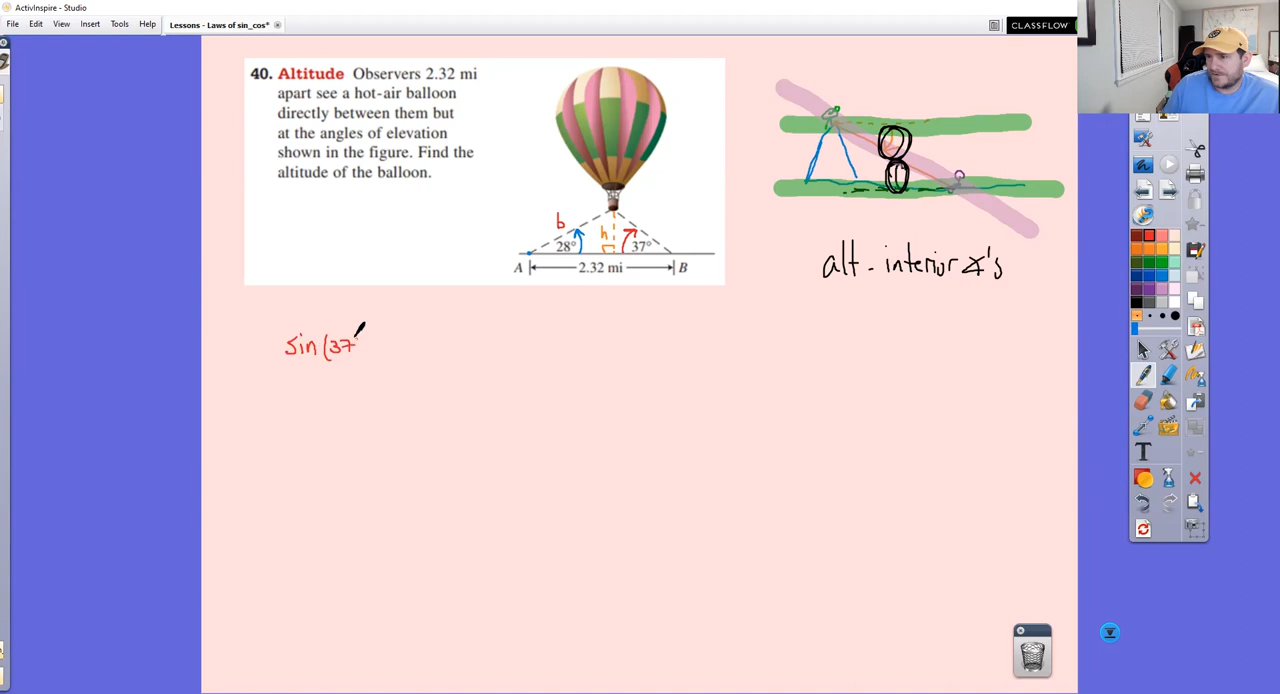 ActivInspire - Studio
File Edit View Insert Tools Help
Lessons - Laws of sin_cos*
CLASSFLOW
40. Altitude Observers 2.32 mi
apart see a hot-air balloon
directly between them but
at the angles of elevation
shown in the figure. Find the
altitude of the balloon.
b
h
28°
37°
A 2.32 mi B
alt - interior ∡'s
sin (37
T